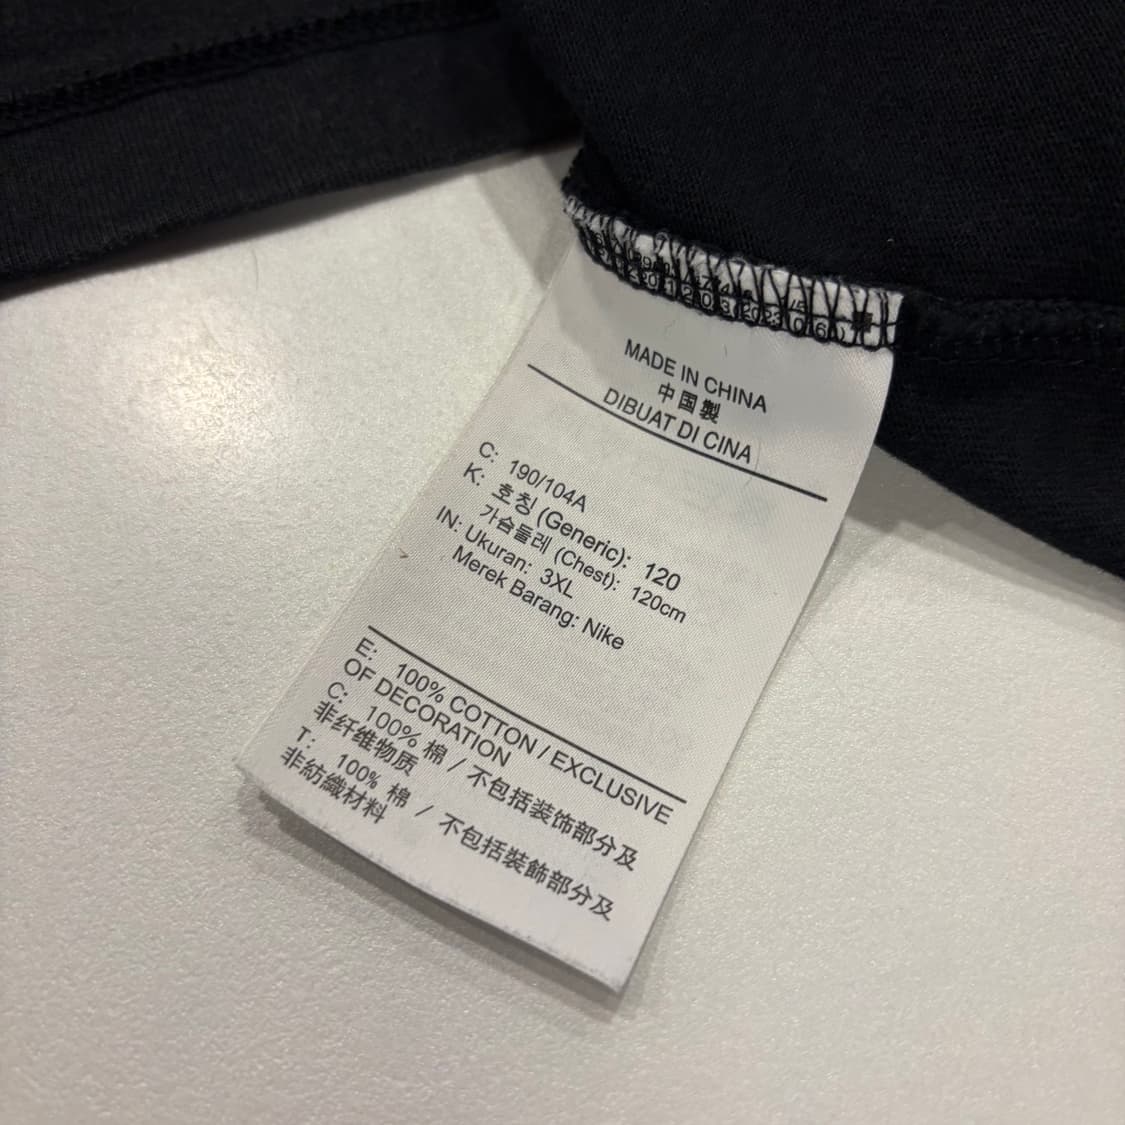 MADE IN CHINA
中国製
DIBUAT DI CINA
C: 190/104A
K: 호칭 (Generic): 120
가슴둘레 (Chest): 120cm
IN: Ukuran: 3XL
Merek Barang: Nike
E: 100% COTTON / EXCLUSIVE
OF DECORATION
C: 100% 棉 / 不包括装饰部分及
非纤维物质
T: 100% 棉 / 不包括裝飾部分及
非紡織材料